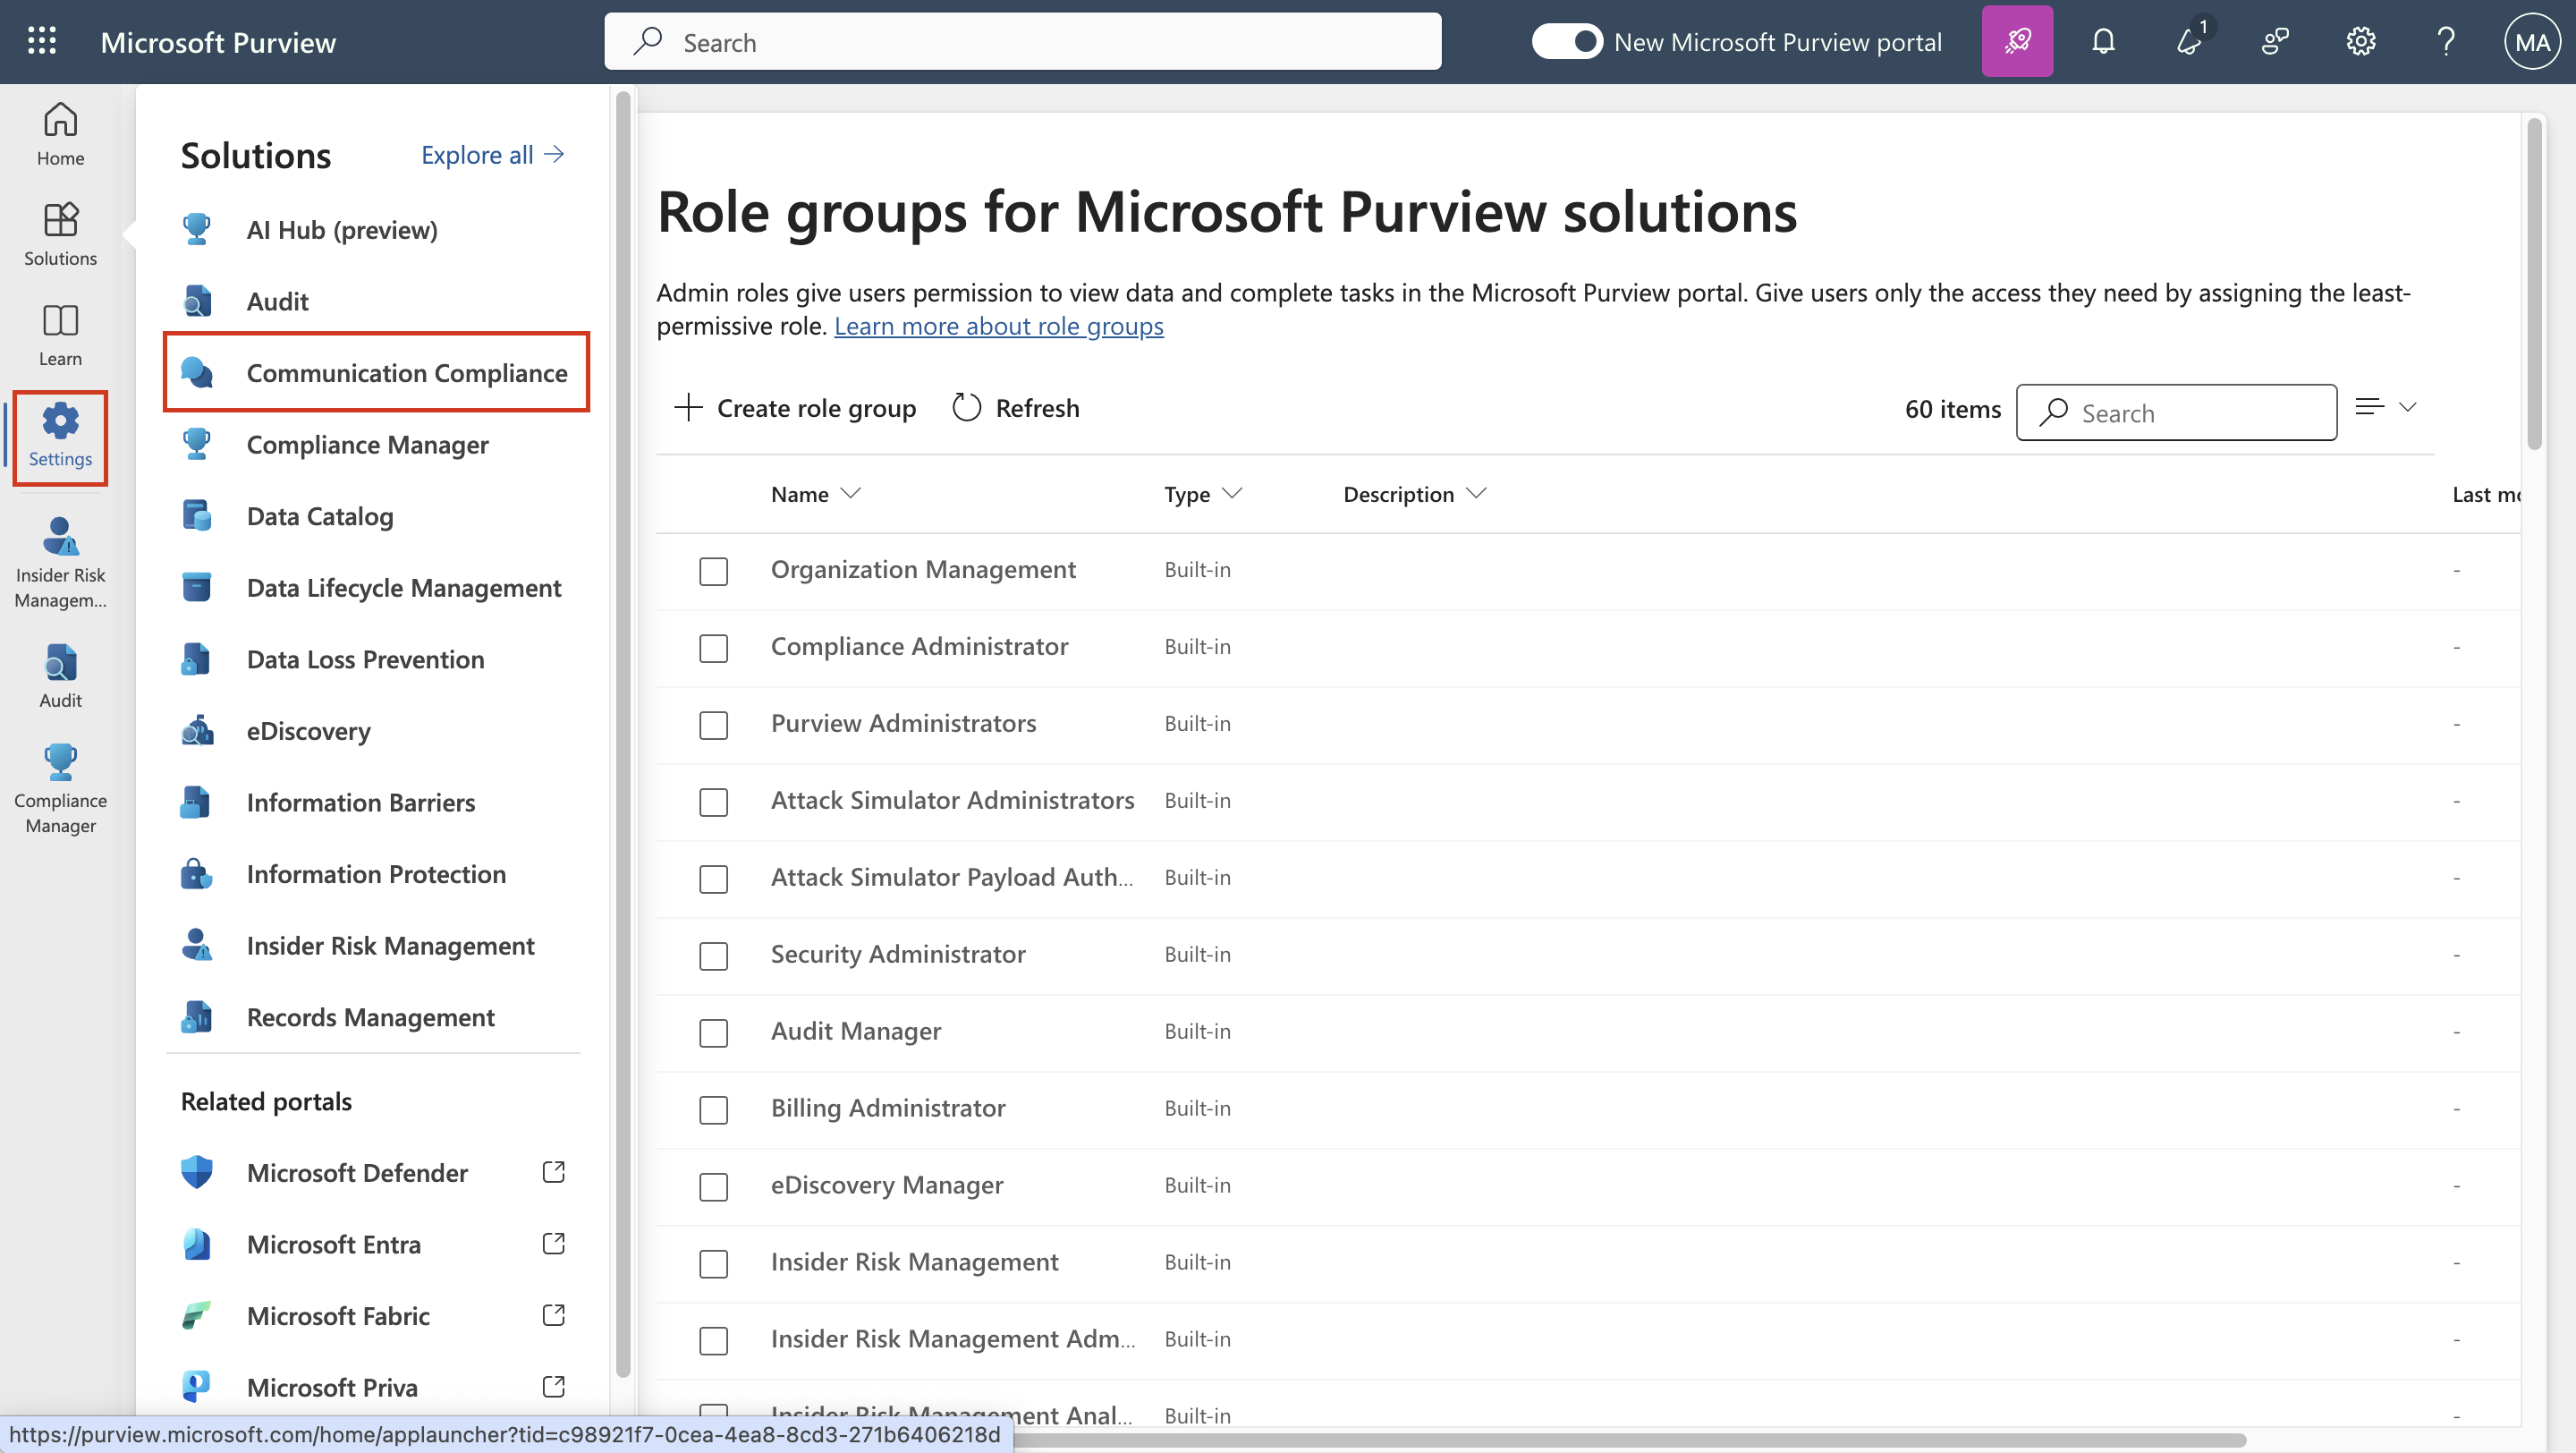 Microsoft Purview
Search
New Microsoft Purview portal
1
MA
Home
Solutions
Learn
Settings
Insider Risk
Managem...
Audit
Compliance
Manager
Solutions
Explore all
AI Hub (preview)
Audit
Communication Compliance
Compliance Manager
Data Catalog
Data Lifecycle Management
Data Loss Prevention
eDiscovery
Information Barriers
Information Protection
Insider Risk Management
Records Management
Related portals
Microsoft Defender
Microsoft Entra
Microsoft Fabric
Microsoft Priva
Role groups for Microsoft Purview solutions
Admin roles give users permission to view data and complete tasks in the Microsoft Purview portal. Give users only the access they need by assigning the least-
permissive role. Learn more about role groups
Create role group Refresh 60 items Search
Name Type Description Last mo
Organization Management Built-in -
Compliance Administrator Built-in -
Purview Administrators Built-in -
Attack Simulator Administrators Built-in -
Attack Simulator Payload Auth... Built-in -
Security Administrator Built-in -
Audit Manager Built-in -
Billing Administrator Built-in -
eDiscovery Manager Built-in -
Insider Risk Management Built-in -
Insider Risk Management Adm... Built-in -
Insider Risk Management Anal... Built-in -
https://purview.microsoft.com/home/applauncher?tid=c98921f7-0cea-4ea8-8cd3-271b6406218d